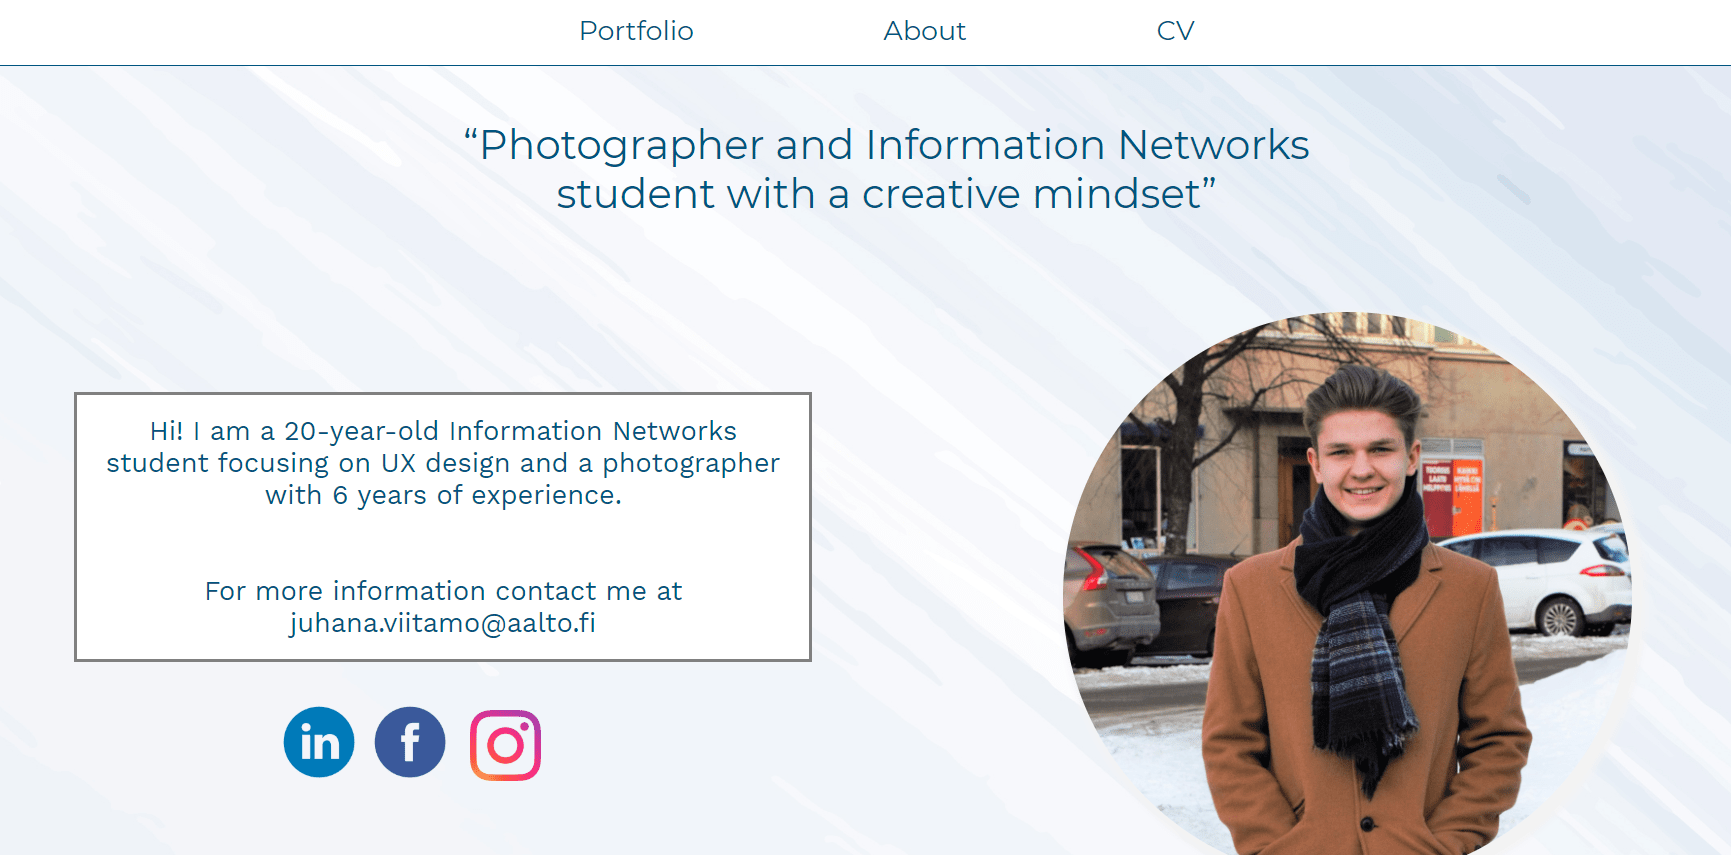 Portfolio
About
CV
“Photographer and Information Networks
student with a creative mindset”
Hi! I am a 20-year-old Information Networks
student focusing on UX design and a photographer
with 6 years of experience.
For more information contact me at
juhana.viitamo@aalto.fi
in
f